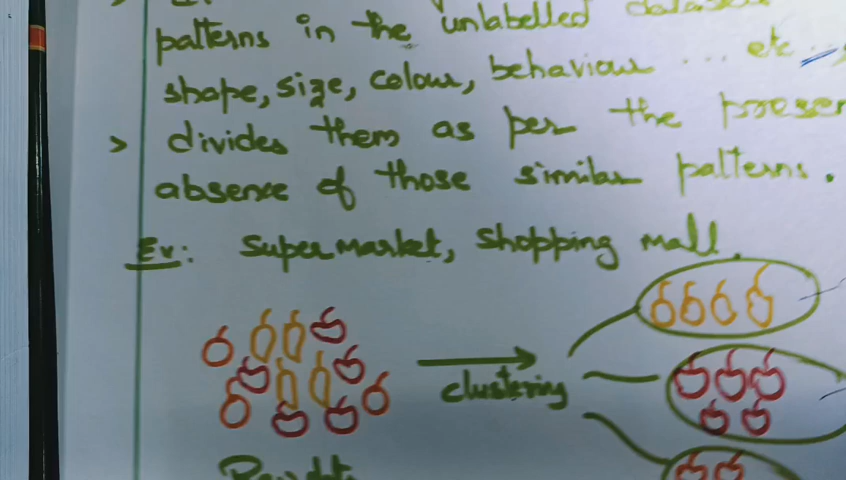 patterns in the unlabelled
shape, size, colour, behaviour ... etc ..,
> divides them as per the
absence of those similar patterns.
Ex: Supermarket, Shopping mall.
clustering